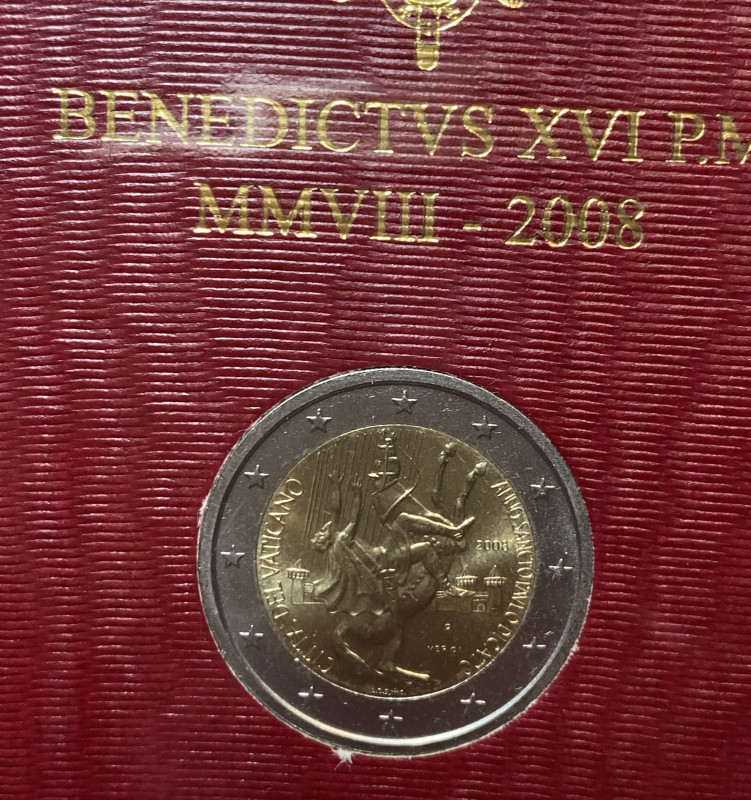 BENEDICTVS XVI P.M
MMVIII - 2008
CITTA' DEL VATICANO
ANNO SANCTO PAULO DICATO
2008